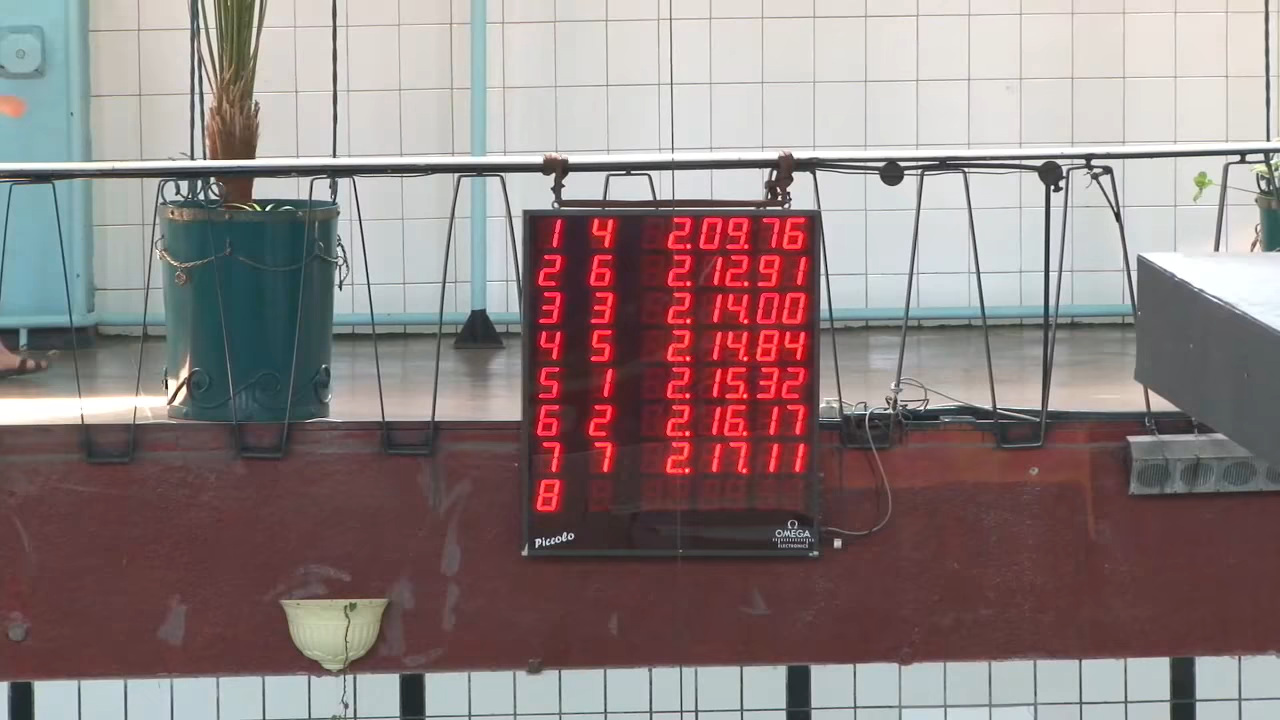 1 4 2.09.76
2 6 2.12.91
3 3 2.14.00
4 5 2.14.84
5 1 2.15.32
6 2 2.16.17
7 7 2.17.11
8
Piccolo
Ω
OMEGA
ELECTRONICS